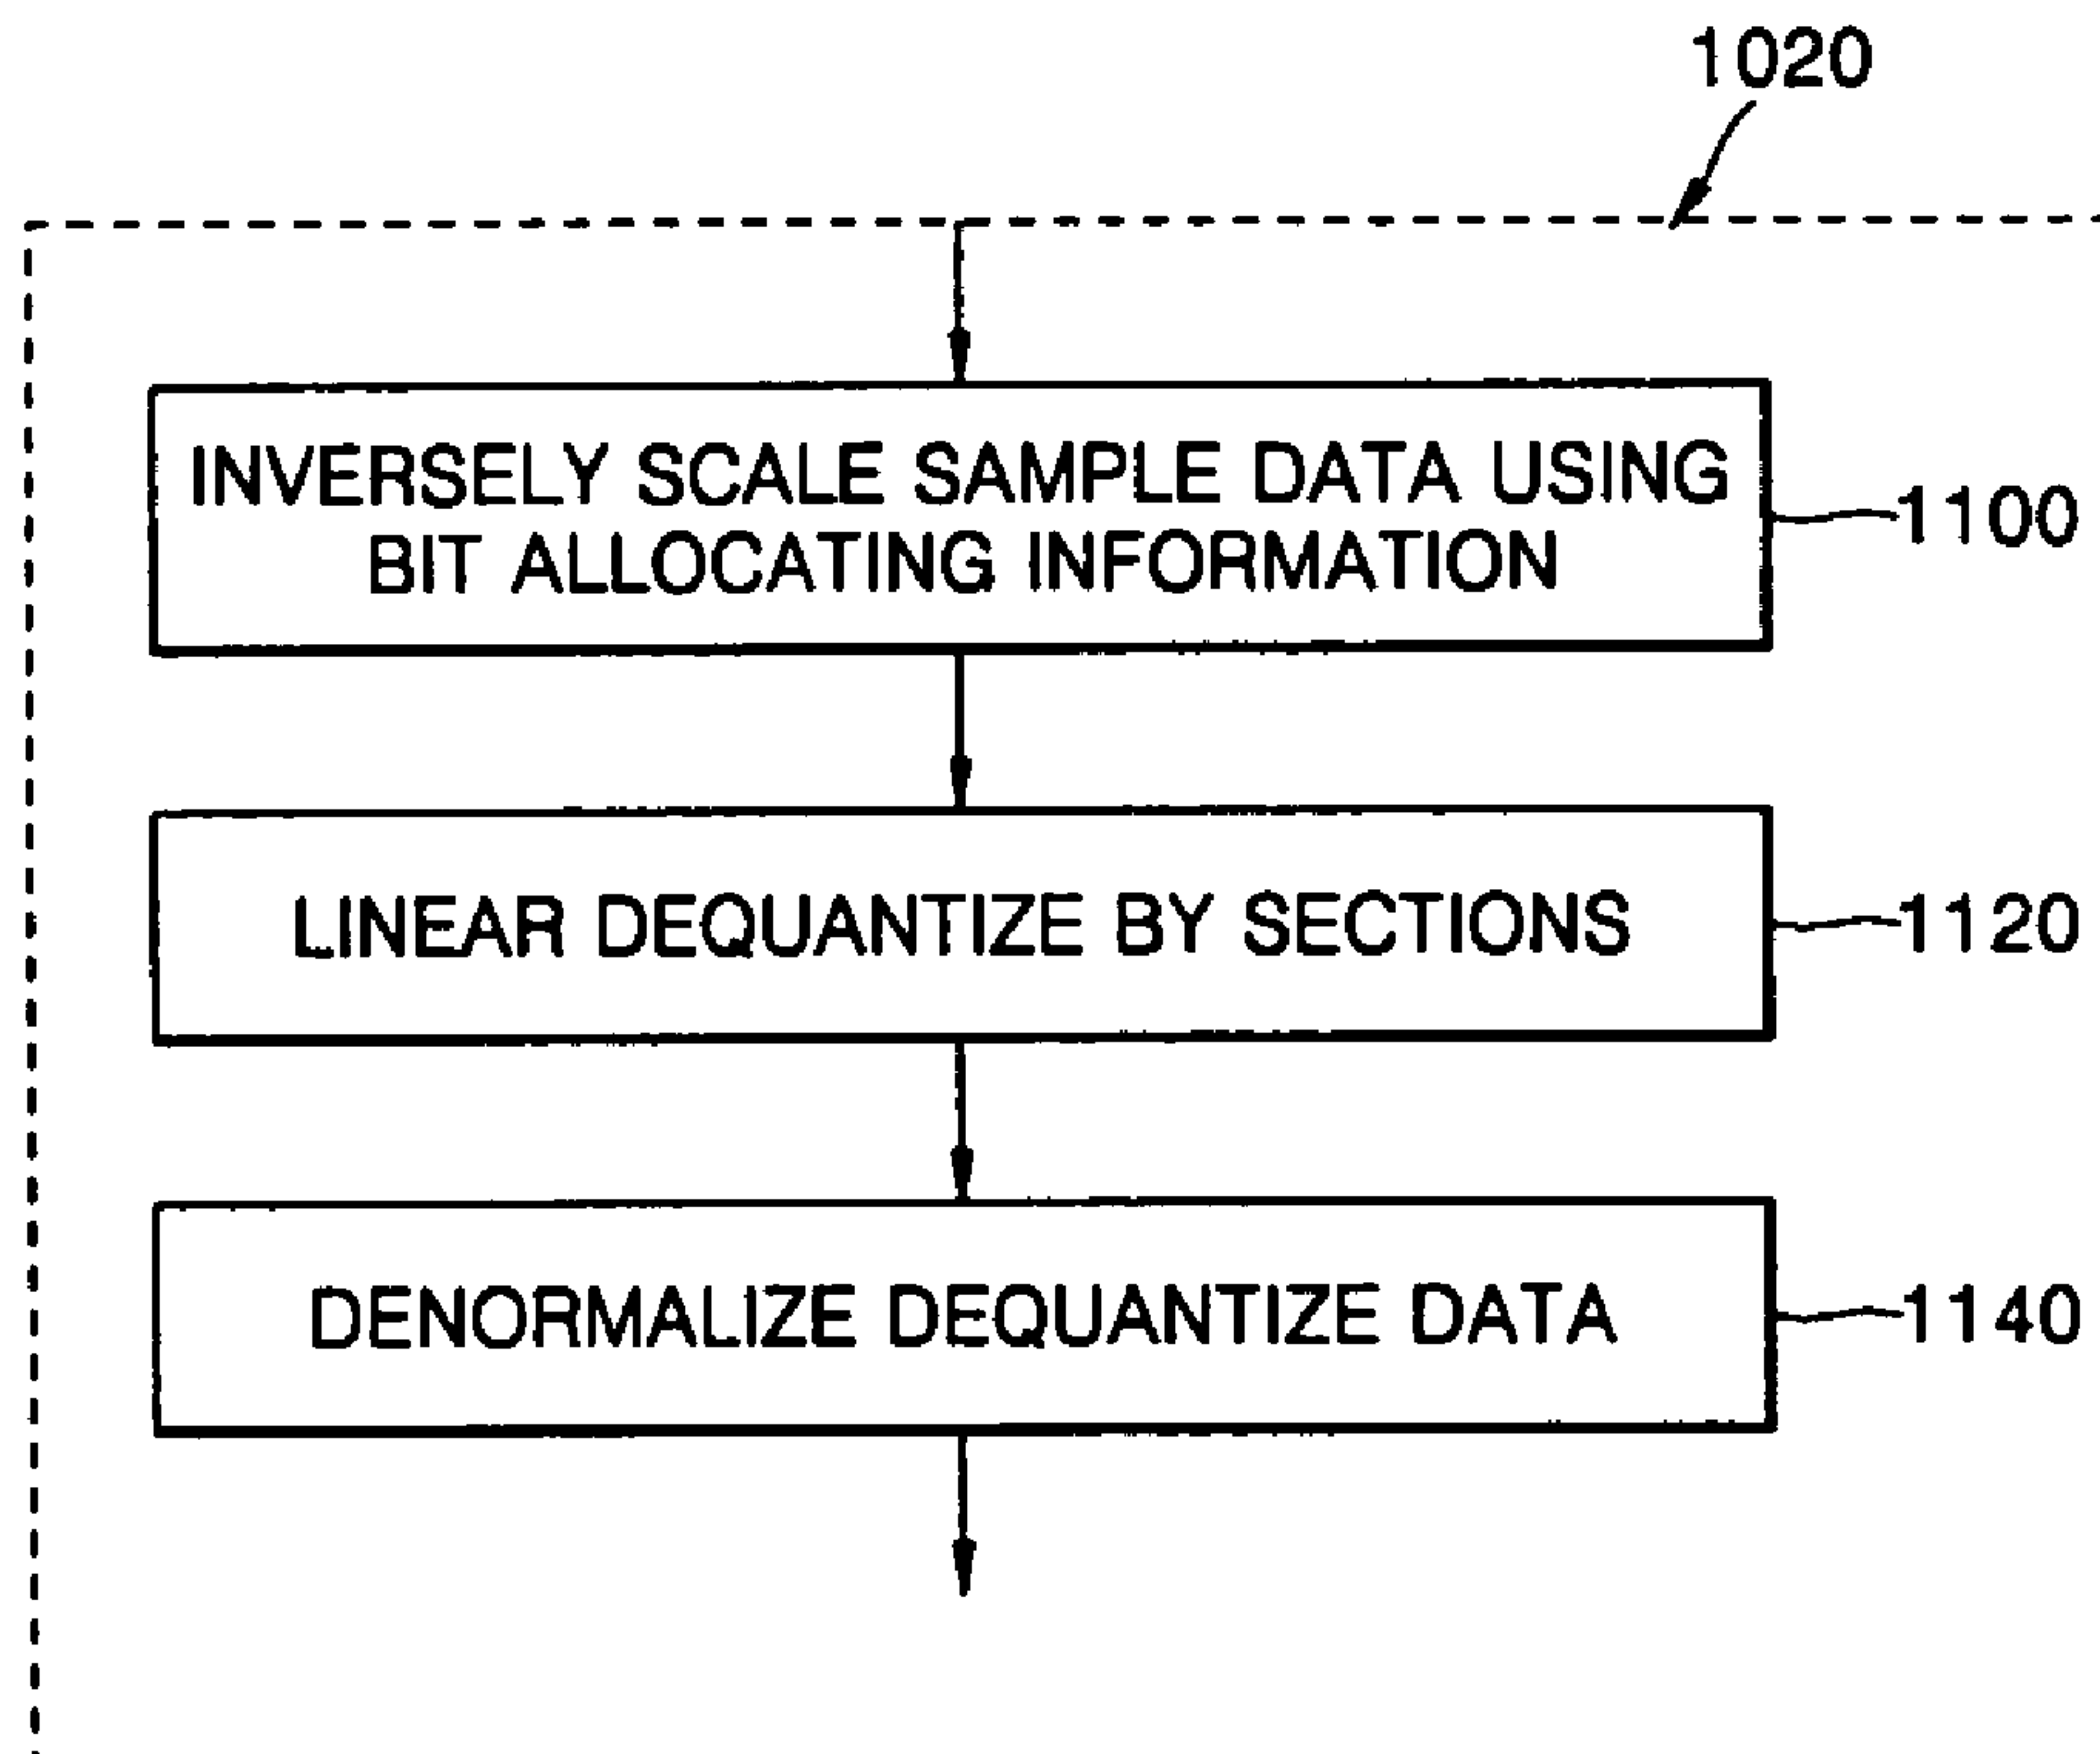 1020
INVERSELY SCALE SAMPLE DATA USING
BIT ALLOCATING INFORMATION
1100
LINEAR DEQUANTIZE BY SECTIONS
1120
DENORMALIZE DEQUANTIZE DATA
1140